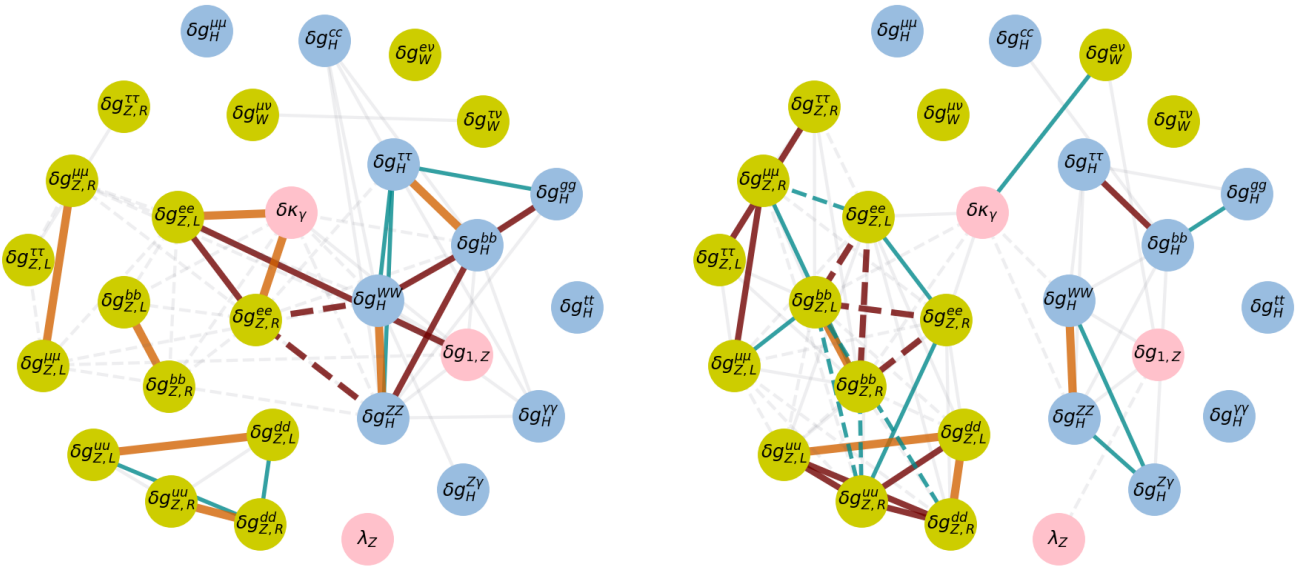 δg_H^{μμ}
δg_H^{cc}
δg_W^{eν}
δg_{Z,R}^{ττ}
δg_W^{μν}
δg_W^{τν}
δg_H^{ττ}
δg_{Z,R}^{μμ}
δg_H^{gg}
δg_{Z,L}^{ee}
δκ_γ
δg_H^{bb}
δg_{Z,L}^{ττ}
δg_{Z,L}^{bb}
δg_H^{WW}
δg_H^{tt}
δg_{Z,R}^{ee}
δg_{1,Z}
δg_{Z,L}^{μμ}
δg_{Z,R}^{bb}
δg_H^{ZZ}
δg_H^{γγ}
δg_{Z,L}^{dd}
δg_{Z,L}^{uu}
δg_H^{Zγ}
δg_{Z,R}^{uu}
δg_{Z,R}^{dd}
λ_Z
δg_H^{μμ}
δg_H^{cc}
δg_W^{eν}
δg_{Z,R}^{ττ}
δg_W^{μν}
δg_W^{τν}
δg_H^{ττ}
δg_{Z,R}^{μμ}
δg_H^{gg}
δg_{Z,L}^{ee}
δκ_γ
δg_H^{bb}
δg_{Z,L}^{ττ}
δg_{Z,L}^{bb}
δg_H^{WW}
δg_H^{tt}
δg_{Z,R}^{ee}
δg_{1,Z}
δg_{Z,L}^{μμ}
δg_{Z,R}^{bb}
δg_H^{ZZ}
δg_H^{γγ}
δg_{Z,L}^{dd}
δg_{Z,L}^{uu}
δg_H^{Zγ}
δg_{Z,R}^{uu}
δg_{Z,R}^{dd}
λ_Z